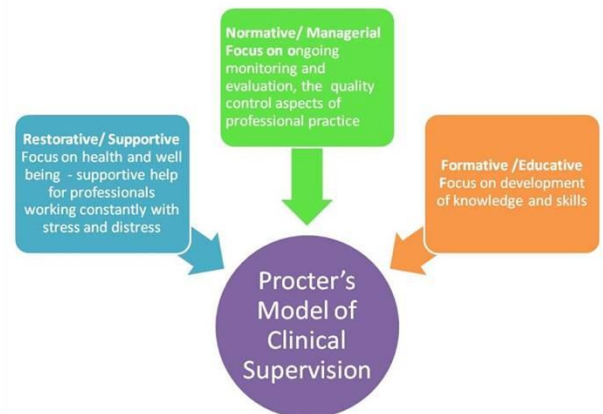 Normative/ Managerial
Focus on ongoing
monitoring and
evaluation, the  quality
control aspects of
professional practice
Restorative/ Supportive
Focus on health and well
being  - supportive help
for professionals
working constantly with
stress and distress
Formative /Educative
Focus on development
of knowledge and skills
Procter's
Model of
Clinical
Supervision